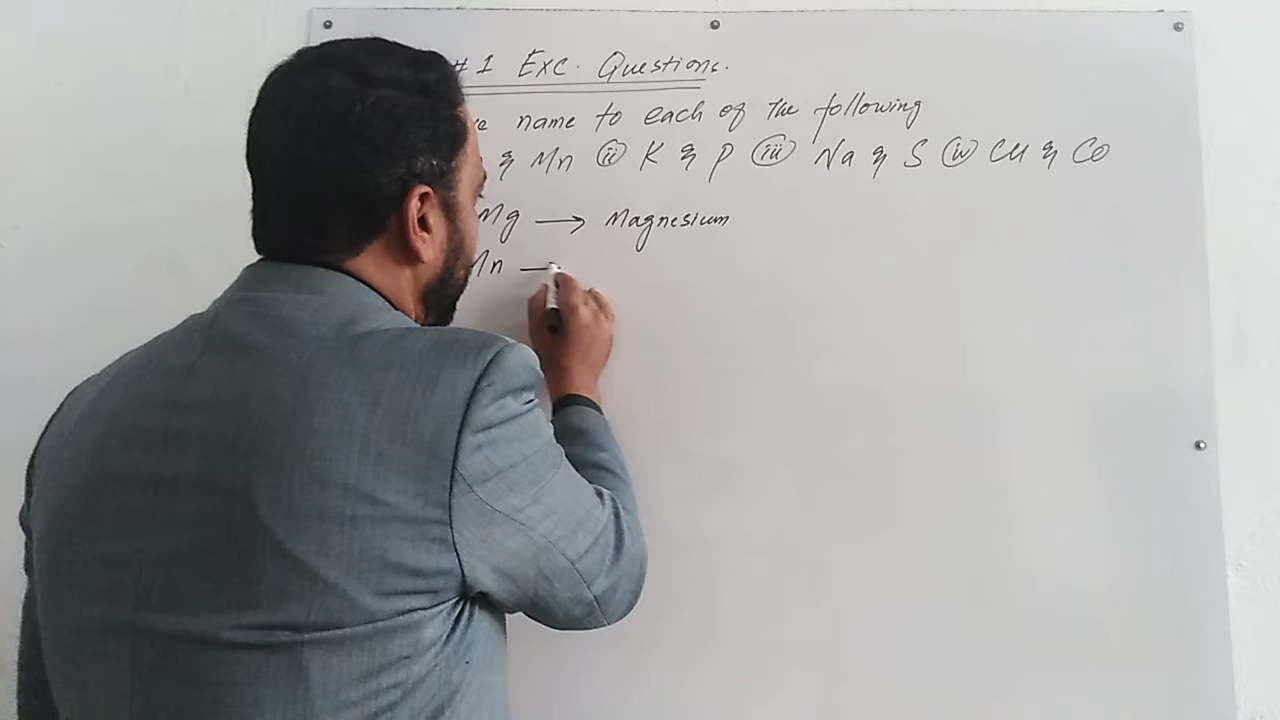 #1 Exc. Questions.
name to each of the following
& Mn (ii) K & P (iii) Na & S (iv) Cu & Co
Mg → Magnesium
Mn —